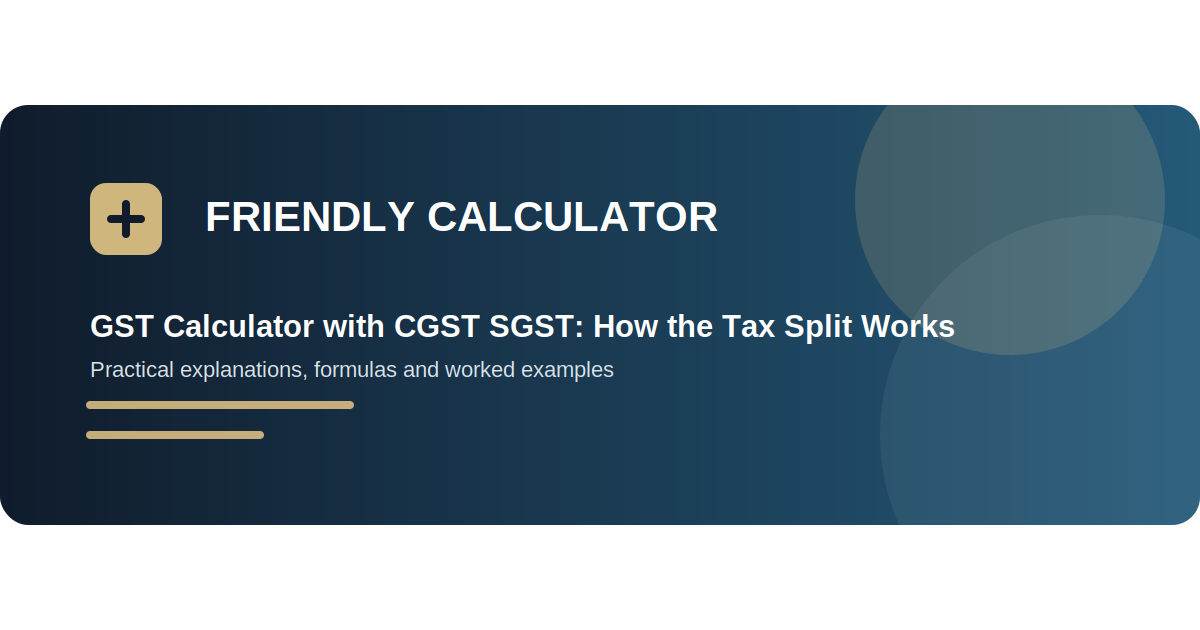 FRIENDLY CALCULATOR
GST Calculator with CGST SGST: How the Tax Split Works
Practical explanations, formulas and worked examples